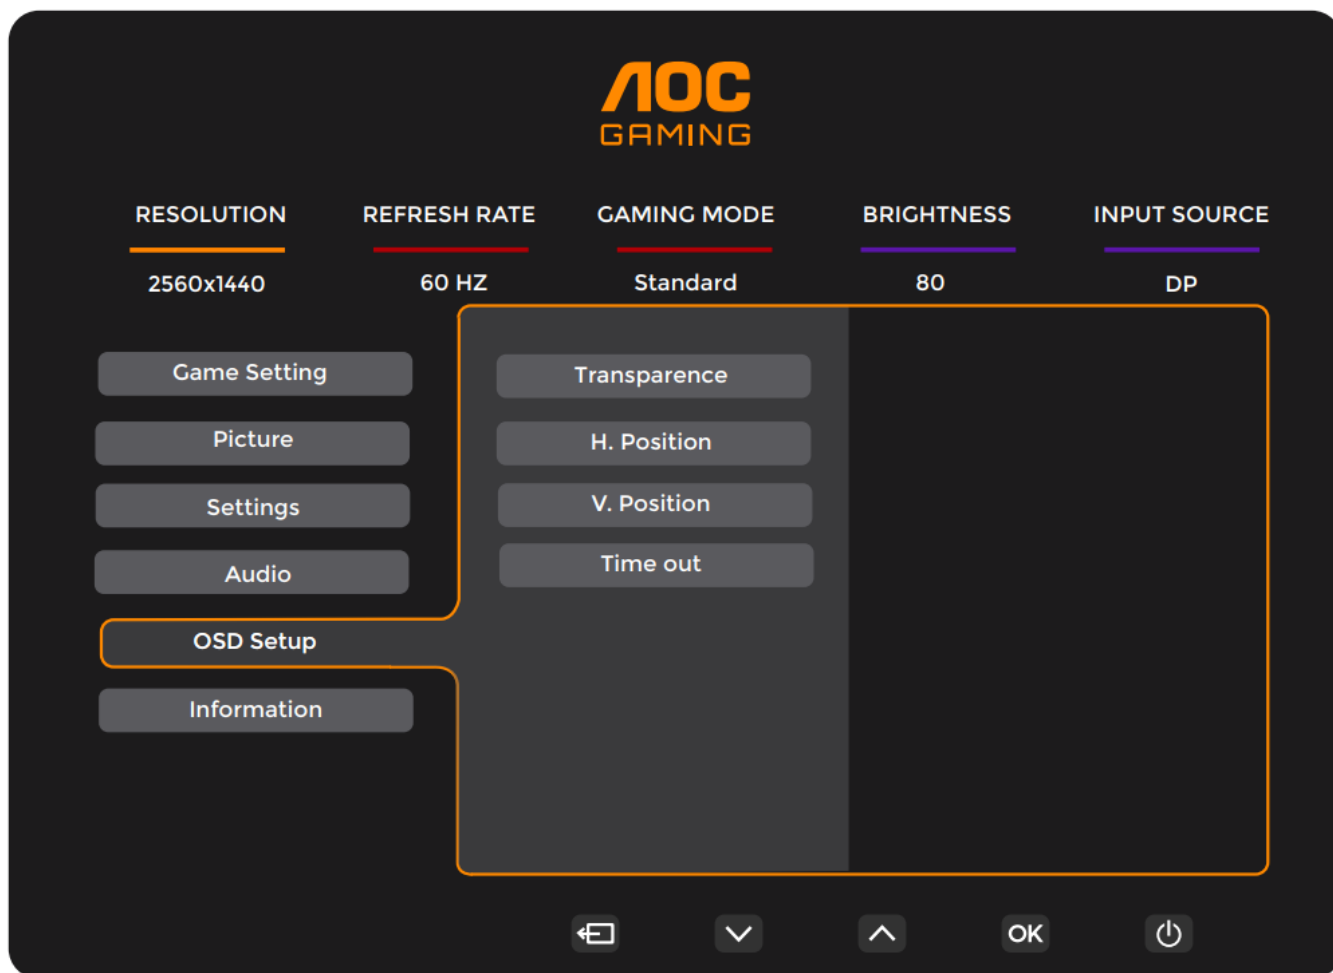 AOC
GAMING
RESOLUTION REFRESH RATE GAMING MODE BRIGHTNESS INPUT SOURCE
2560x1440 60 HZ Standard 80 DP
Game Setting
Picture
Settings
Audio
OSD Setup
Information
Transparence
H. Position
V. Position
Time out
OK